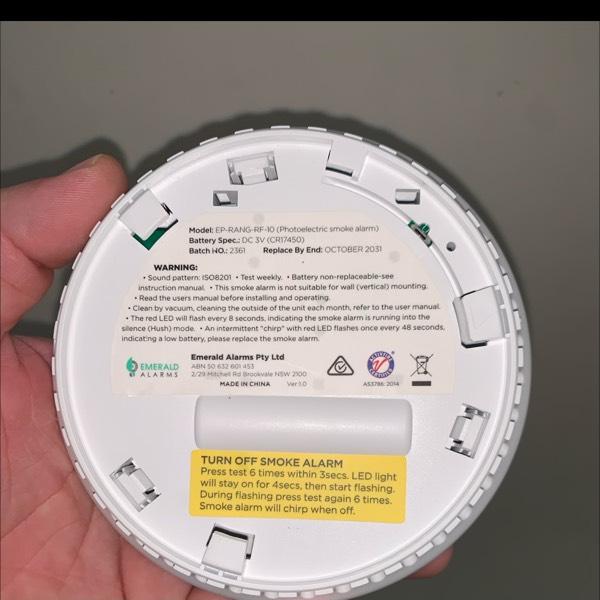 Model: EP-RANG-RF-10 (Photoelectric smoke alarm)
Battery Spec.: DC 3V (CR17450)
Batch NO.: 2361 Replace By End: OCTOBER 2031
WARNING:
• Sound pattern: ISO8201 • Test weekly. • Battery non-replaceable-see
instruction manual. • This smoke alarm is not suitable for wall (vertical) mounting.
• Read the users manual before installing and operating.
• Clean by vacuum, cleaning the outside of the unit each month, refer to the user manual.
• The red LED will flash every 8 seconds, indicating the smoke alarm is running into the
silence (Hush) mode. • An intermittent "chirp" with red LED flashes once every 48 seconds,
indicating a low battery, please replace the smoke alarm.
EMERALD
ALARMS
Emerald Alarms Pty Ltd
ABN 50 632 601 453
2/29 Mitchell Rd Brookvale NSW 2100
MADE IN CHINA Ver:1.0
AS3786: 2014
TURN OFF SMOKE ALARM
Press test 6 times within 3secs. LED light
will stay on for 4secs, then start flashing.
During flashing press test again 6 times.
Smoke alarm will chirp when off.